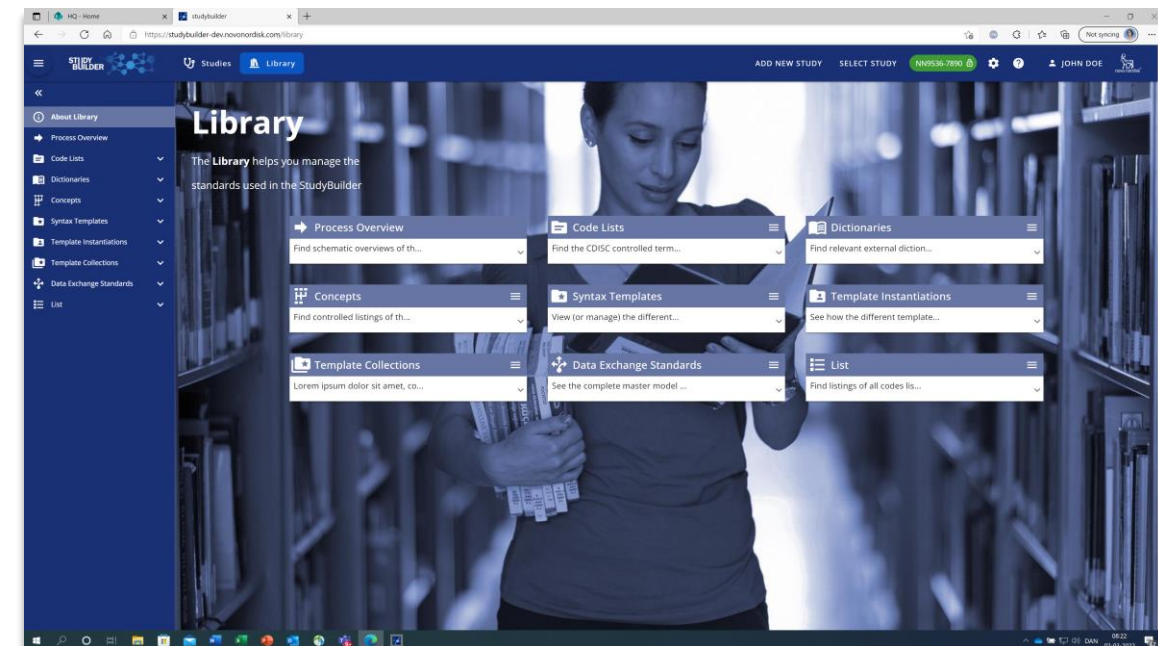 HQ - Home
studybuilder
https://studybuilder-dev.novonordisk.com/library
Not syncing
STUDY
BUILDER
Studies
Library
ADD NEW STUDY
SELECT STUDY
NN9536-7890
JOHN DOE
novo nordisk
About Library
Process Overview
Code Lists
Dictionaries
Concepts
Syntax Templates
Template Instantiations
Template Collections
Data Exchange Standards
List
Library
The Library helps you manage the
standards used in the StudyBuilder
Process Overview
Find schematic overviews of th...
Code Lists
Find the CDISC controlled term...
Dictionaries
Find relevant external diction...
Concepts
Find controlled listings of th...
Syntax Templates
View (or manage) the different...
Template Instantiations
See how the different template...
Template Collections
Lorem ipsum dolor sit amet, co...
Data Exchange Standards
See the complete master model ...
List
Find listings of all codes lis...
DAN
08:22